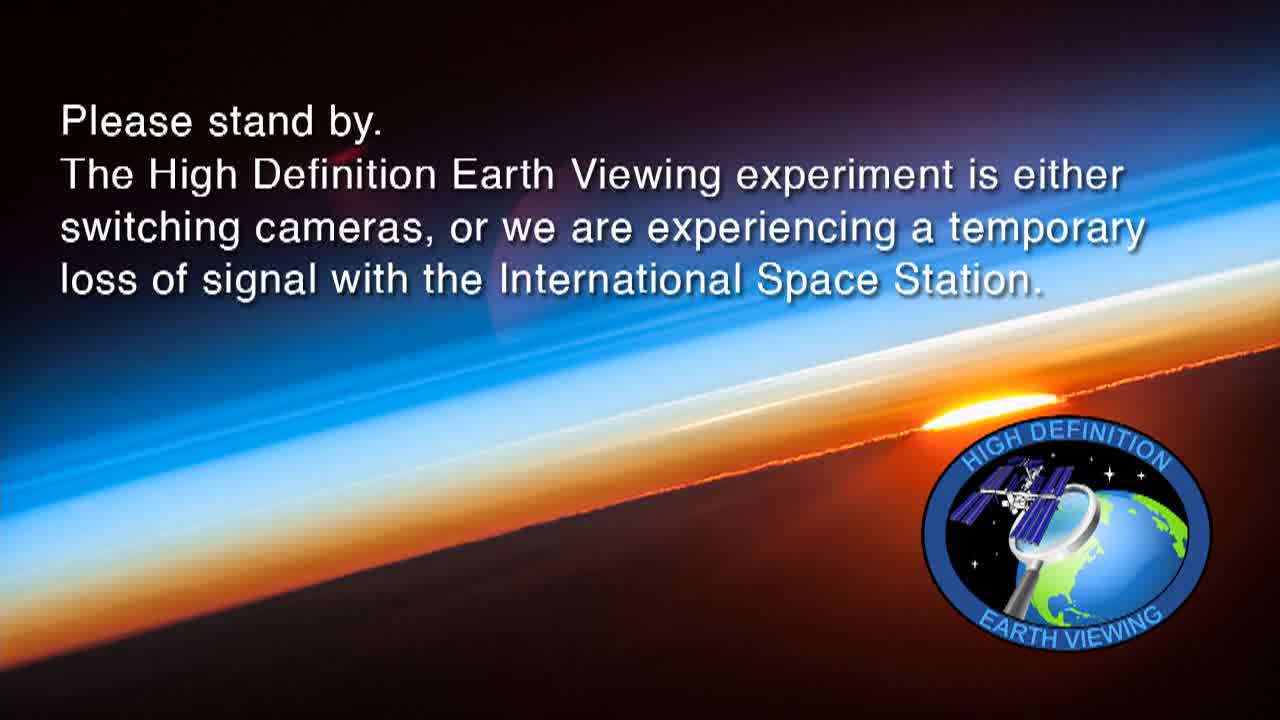 Please stand by.
The High Definition Earth Viewing experiment is either
switching cameras, or we are experiencing a temporary
loss of signal with the International Space Station.
HIGH DEFINITION
EARTH VIEWING